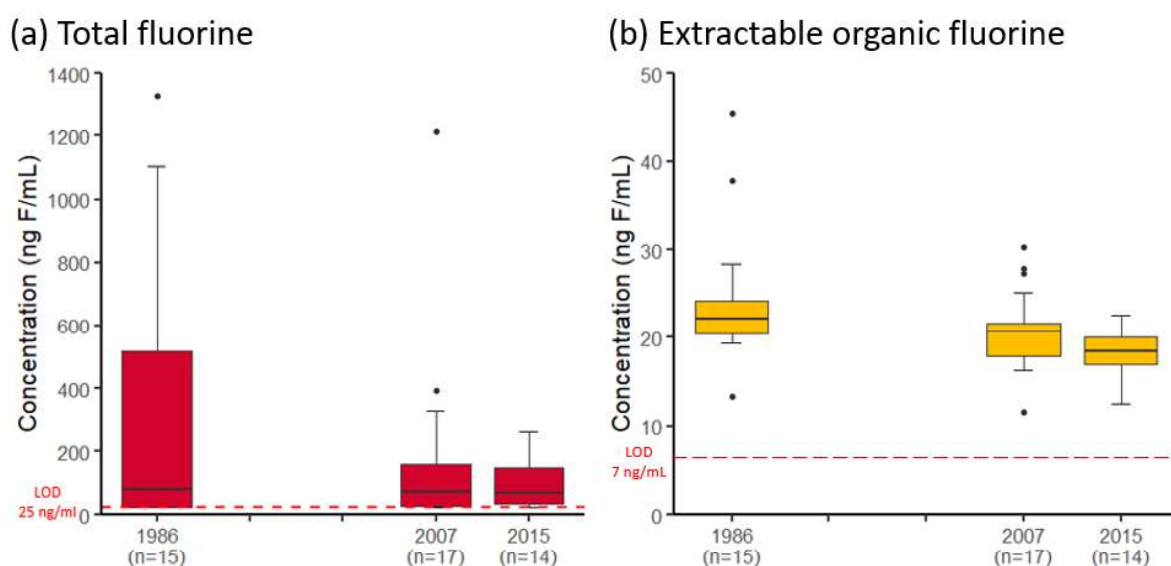 (a) Total fluorine
Concentration (ng F/mL)
1400
1200
1000
800
600
400
200
0
LOD
25 ng/ml
1986
(n=15)
2007
(n=17)
2015
(n=14)
(b) Extractable organic fluorine
Concentration (ng F/mL)
50
40
30
20
10
0
LOD
7 ng/mL
1986
(n=15)
2007
(n=17)
2015
(n=14)